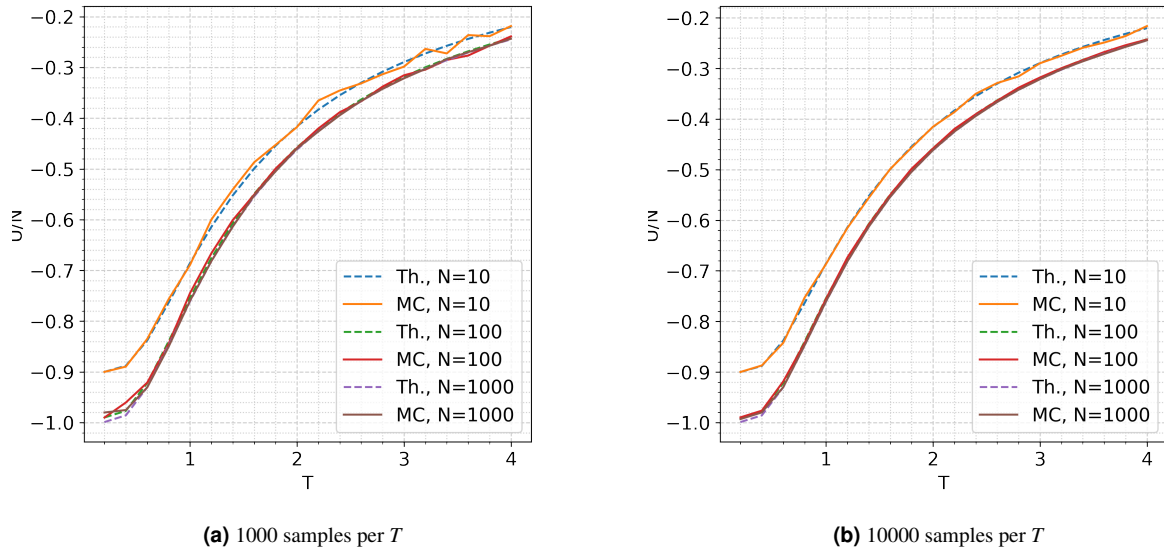 −0.2
−0.3
−0.4
−0.5
−0.6
−0.7
−0.8
−0.9
−1.0
U/N
1
2
3
4
T
Th., N=10
MC, N=10
Th., N=100
MC, N=100
Th., N=1000
MC, N=1000
(a) 1000 samples per T
−0.2
−0.3
−0.4
−0.5
−0.6
−0.7
−0.8
−0.9
−1.0
U/N
1
2
3
4
T
Th., N=10
MC, N=10
Th., N=100
MC, N=100
Th., N=1000
MC, N=1000
(b) 10000 samples per T